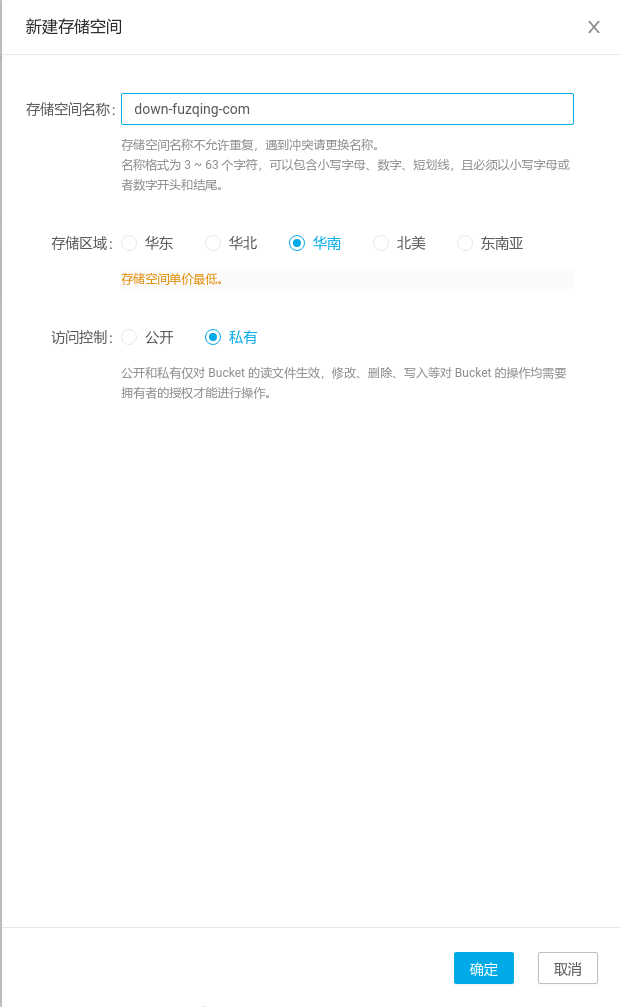 新建存储空间
存储空间名称:
down-fuzqing-com
存储空间名称不允许重复，遇到冲突请更换名称。
名称格式为 3 ~ 63 个字符，可以包含小写字母、数字、短划线，且必须以小写字母或
者数字开头和结尾。
存储区域: 华东 华北 华南 北美 东南亚
存储空间单价最低。
访问控制: 公开 私有
公开和私有仅对 Bucket 的读文件生效，修改、删除、写入等对 Bucket 的操作均需要
拥有者的授权才能进行操作。
确定 取消